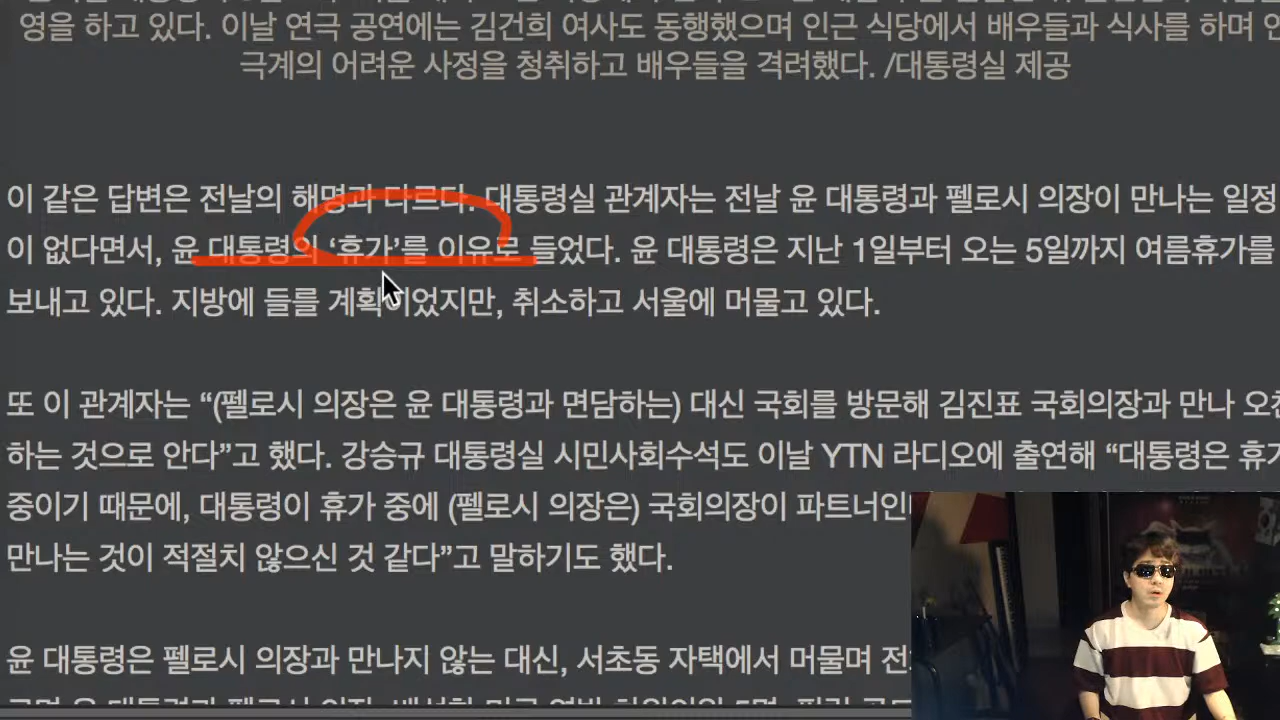 영을 하고 있다. 이날 연극 공연에는 김건희 여사도 동행했으며 인근 식당에서 배우들과 식사를 하며
극계의 어려운 사정을 청취하고 배우들을 격려했다. /대통령실 제공
이 같은 답변은 전날의 해명과 다르다. 대통령실 관계자는 전날 윤 대통령과 펠로시 의장이 만나는 일정
이 없다면서, 윤 대통령의 ‘휴가’를 이유로 들었다. 윤 대통령은 지난 1일부터 오는 5일까지 여름휴가를
보내고 있다. 지방에 들를 계획이었지만, 취소하고 서울에 머물고 있다.
또 이 관계자는 “(펠로시 의장은 윤 대통령과 면담하는) 대신 국회를 방문해 김진표 국회의장과 만나
하는 것으로 안다”고 했다. 강승규 대통령실 시민사회수석도 이날 YTN 라디오에 출연해 “대통령은
중이기 때문에, 대통령이 휴가 중에 (펠로시 의장은) 국회의장이
만나는 것이 적절치 않으신 것 같다”고 말하기도 했다.
윤 대통령은 펠로시 의장과 만나지 않는 대신, 서초동 자택에서 머물며